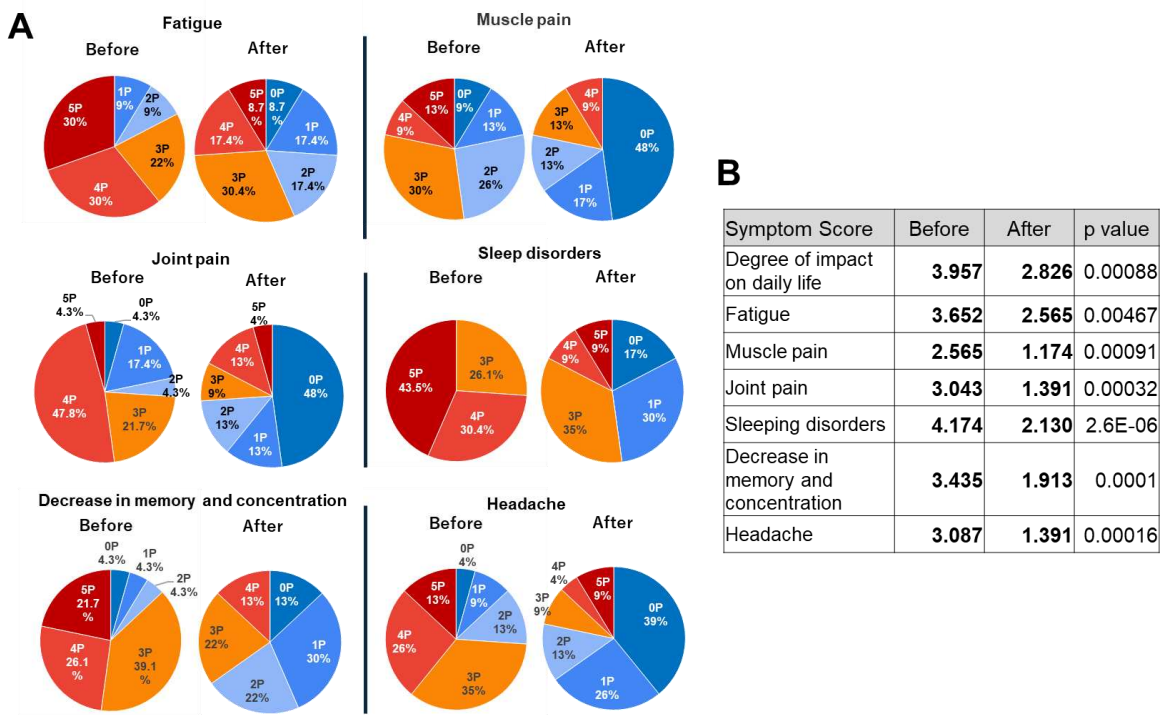 A
Fatigue
Before
After
1P
9%
2P
9%
3P
22%
4P
30%
5P
30%
0P
8.7
%
1P
17.4%
2P
17.4%
3P
30.4%
4P
17.4%
5P
8.7
%
Muscle pain
Before
After
0P
9%
1P
13%
2P
26%
3P
30%
4P
9%
5P
13%
0P
48%
1P
17%
2P
13%
3P
13%
4P
9%
Joint pain
Before
After
0P
4.3%
1P
17.4%
2P
4.3%
3P
21.7%
4P
47.8%
5P
4.3%
0P
48%
1P
13%
2P
13%
3P
9%
4P
13%
5P
4%
Sleep disorders
Before
After
3P
26.1%
4P
30.4%
5P
43.5%
0P
17%
1P
30%
3P
35%
4P
9%
5P
9%
Decrease in memory and concentration
Before
After
0P
4.3%
1P
4.3%
2P
4.3%
3P
39.1
%
4P
26.1
%
5P
21.7
%
0P
13%
1P
30%
2P
22%
3P
22%
4P
13%
Headache
Before
After
0P
4%
1P
9%
2P
13%
3P
35%
4P
26%
5P
13%
0P
39%
1P
26%
2P
13%
3P
9%
4P
4%
5P
9%
B
Symptom Score Before After p value
Degree of impact
on daily life 3.957 2.826 0.00088
Fatigue 3.652 2.565 0.00467
Muscle pain 2.565 1.174 0.00091
Joint pain 3.043 1.391 0.00032
Sleeping disorders 4.174 2.130 2.6E-06
Decrease in
memory and 3.435 1.913 0.0001
concentration
Headache 3.087 1.391 0.00016